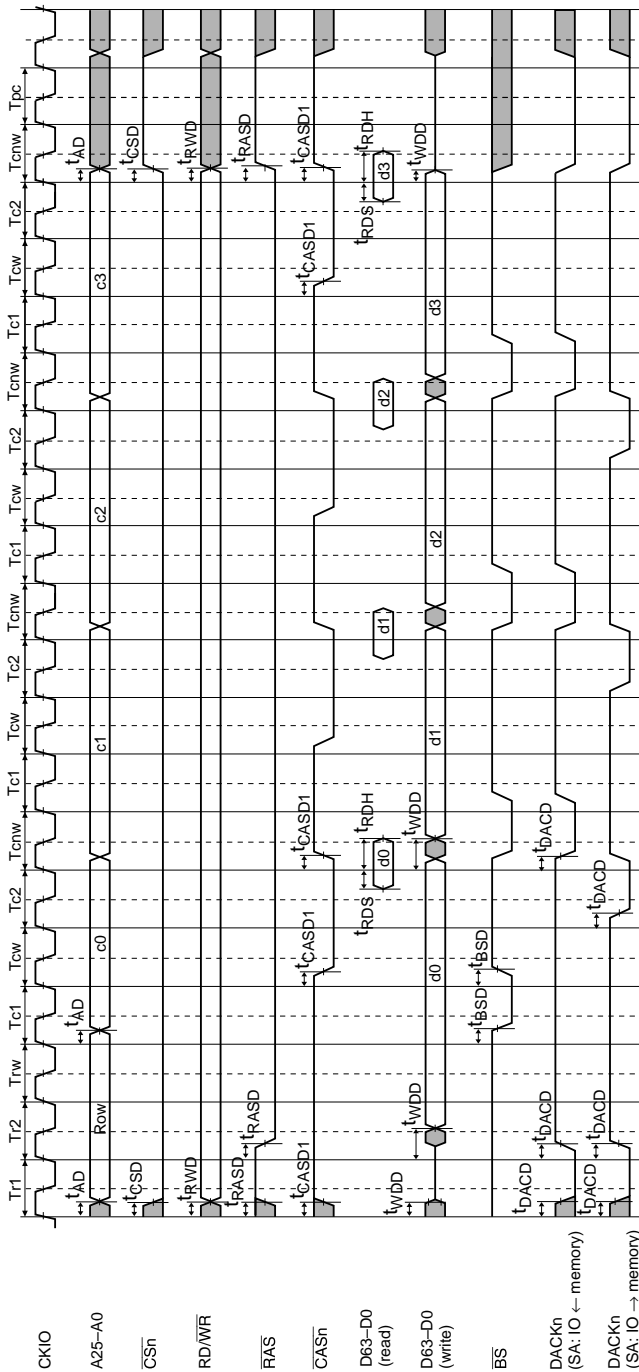 Tr1 Tr2 Trw Tc1 Tcw Tc2 Tcnw Tc1 Tcw Tc2 Tcnw Tc1 Tcw Tc2 Tcnw Tc1 Tcw Tc2 Tcnw Tpc
CKIO
tAD tAD tAD
A25–A0 Row c0 c1 c2 c3
tCSD tCSD
CSn
tRWD tRWD
RD/WR
tRASD tRASD tRASD
RAS
tCASD1 tCASD1 tCASD1 tCASD1 tCASD1
CASn
tRDS tRDH tRDS tRDH
D63–D0 d0 d1 d2 d3
(read)
tWDD tWDD tWDD tWDD
D63–D0 d0 d1 d2 d3
(write)
tBSD tBSD
BS
tDACD tDACD tDACD
DACKn
(SA: IO ← memory)
tDACD tDACD tDACD
DACKn
(SA: IO → memory)